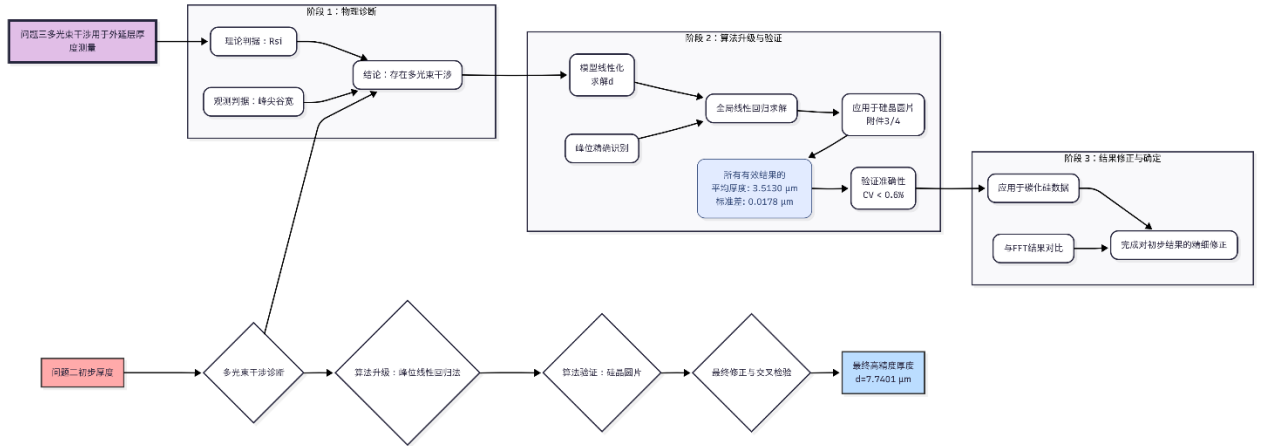 阶段 1：物理诊断
问题三多光束干涉用于外延层厚
度测量
理论判据：Rsi
结论：存在多光束干涉
观测判据：峰尖谷宽
阶段 2：算法升级与验证
模型线性化
求解d
全局线性回归求解
应用于硅晶圆片
附件3/4
峰位精确识别
所有有效结果的
平均厚度: 3.5130 μm
标准差: 0.0178 μm
验证准确性
CV < 0.6%
阶段 3：结果修正与确定
应用于碳化硅数据
与FFT结果对比
完成对初步结果的精细修正
问题二初步厚度
多光束干涉诊断
算法升级：峰位线性回归法
算法验证：硅晶圆片
最终修正与交叉检验
最终高精度厚度
d=7.7401 μm